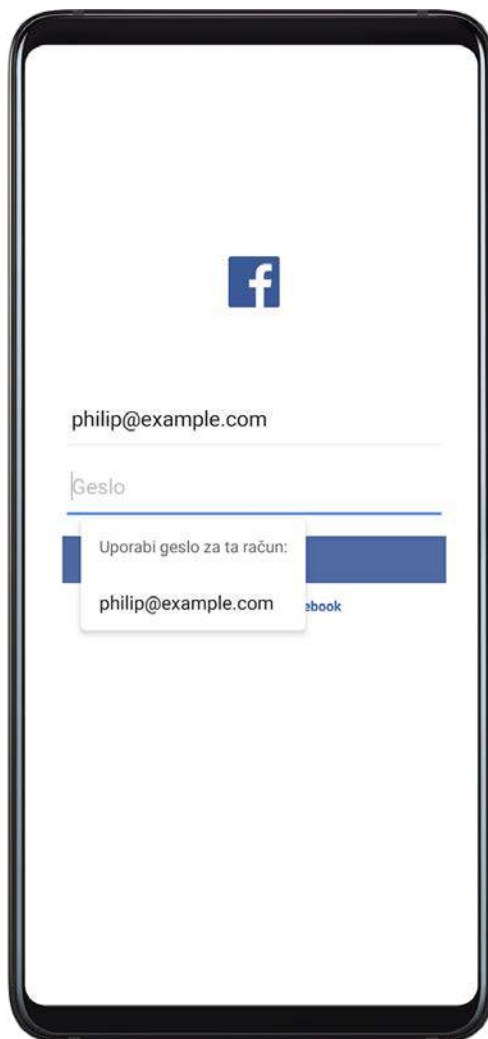 f
philip@example.com
Geslo
Uporabi geslo za ta račun:
philip@example.com
ebook